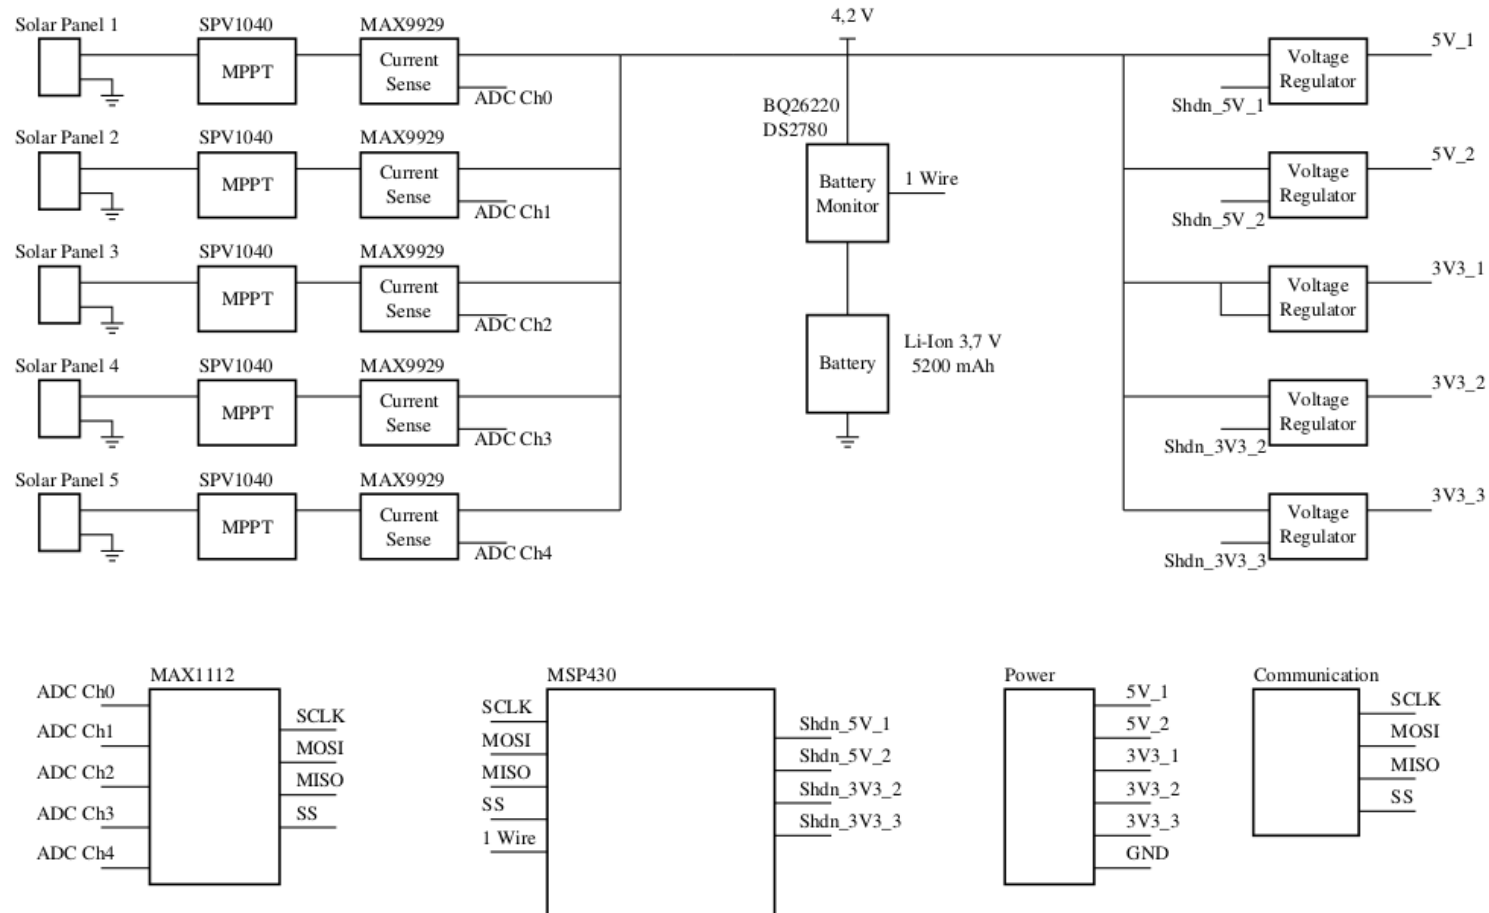 Solar Panel 1
SPV1040
MAX9929
4,2 V
5V_1
MPPT
Current
Sense
Voltage
Regulator
ADC Ch0
Shdn_5V_1
BQ26220
DS2780
Solar Panel 2
SPV1040
MAX9929
5V_2
MPPT
Current
Sense
Battery
Monitor
1 Wire
Voltage
Regulator
ADC Ch1
Shdn_5V_2
Solar Panel 3
SPV1040
MAX9929
3V3_1
MPPT
Current
Sense
Voltage
Regulator
ADC Ch2
Battery
Li-Ion 3,7 V
5200 mAh
Solar Panel 4
SPV1040
MAX9929
3V3_2
MPPT
Current
Sense
Voltage
Regulator
ADC Ch3
Shdn_3V3_2
Solar Panel 5
SPV1040
MAX9929
3V3_3
MPPT
Current
Sense
Voltage
Regulator
ADC Ch4
Shdn_3V3_3
MAX1112
ADC Ch0
ADC Ch1
ADC Ch2
ADC Ch3
ADC Ch4
SCLK
MOSI
MISO
SS
MSP430
SCLK
MOSI
MISO
SS
1 Wire
Shdn_5V_1
Shdn_5V_2
Shdn_3V3_2
Shdn_3V3_3
Power
5V_1
5V_2
3V3_1
3V3_2
3V3_3
GND
Communication
SCLK
MOSI
MISO
SS